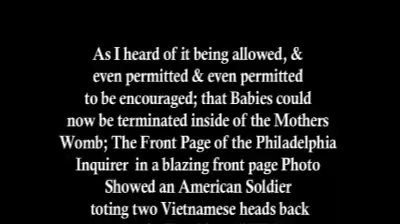 As I heard of it being allowed, &
even permitted & even permitted
to be encouraged; that Babies could
now be terminated inside of the Mothers
Womb; The Front Page of the Philadelphia
Inquirer in a blazing front page Photo
Showed an American Soldier
toting two Vietnamese heads back